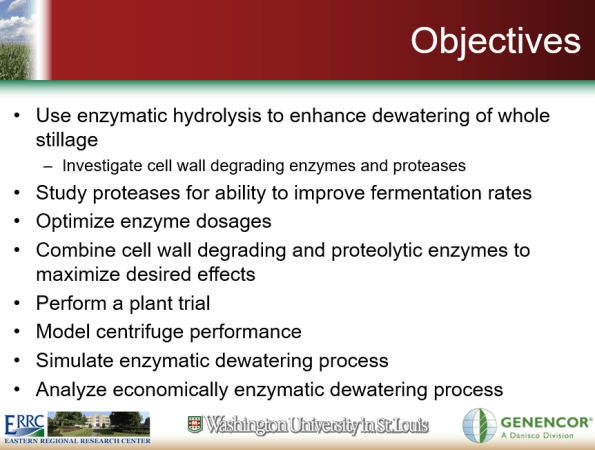 Objectives
• Use enzymatic hydrolysis to enhance dewatering of whole
stillage
– Investigate cell wall degrading enzymes and proteases
• Study proteases for ability to improve fermentation rates
• Optimize enzyme dosages
• Combine cell wall degrading and proteolytic enzymes to
maximize desired effects
• Perform a plant trial
• Model centrifuge performance
• Simulate enzymatic dewatering process
• Analyze economically enzymatic dewatering process
ERRC
EASTERN REGIONAL RESEARCH CENTER
Washington University in St. Louis
GENENCOR®
A Danisco Division